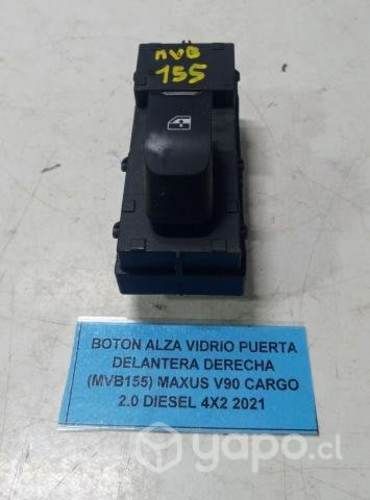 MVB
155
BOTON ALZA VIDRIO PUERTA
DELANTERA DERECHA
(MVB155) MAXUS V90 CARGO
2.0 DIESEL 4X2 2021
yapo.cl